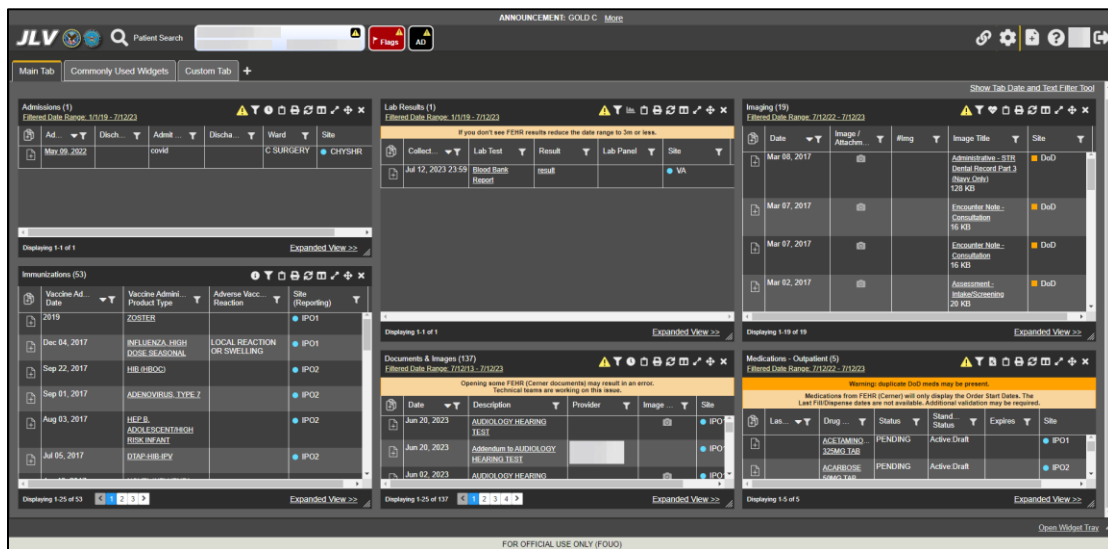 ANNOUNCEMENT: GOLD C More
JLV Patient Search Flags AD
Main Tab Commonly Used Widgets Custom Tab +
Show Tab Date and Text Filter Tool
Admissions (1)
Filtered Date Range: 1/1/19 - 7/12/23
Ad... Disch... Admit ... Discha... Ward Site
May 09, 2022 covid C SURGERY CHYSHR
Displaying 1-1 of 1 Expanded View >>
Immunizations (53)
Vaccine Ad... Date Vaccine Admini... Product Type Adverse Vacc... Reaction Site (Reporting)
2019 ZOSTER IPO1
Dec 04, 2017 INFLUENZA, HIGH DOSE SEASONAL LOCAL REACTION OR SWELLING IPO1
Sep 22, 2017 HIB (HBOC) IPO2
Sep 01, 2017 ADENOVIRUS, TYPE 7 IPO2
Aug 03, 2017 HEP B, ADOLESCENT/HIGH RISK INFANT IPO2
Jul 05, 2017 DTAP-HIB-IPV IPO2
Displaying 1-25 of 53 < 1 2 3 > Expanded View >>
Lab Results (1)
Filtered Date Range: 1/1/19 - 7/12/23
If you don't see FEHR results reduce the date range to 3m or less.
Collect... Lab Test Result Lab Panel Site
Jul 12, 2023 23:59 Blood Bank Report result VA
Displaying 1-1 of 1 Expanded View >>
Documents & Images (137)
Filtered Date Range: 7/12/13 - 7/12/23
Opening some FEHR (Cerner documents) may result in an error.
Technical teams are working on this issue.
Date Description Provider Image ... Site
Jun 20, 2023 AUDIOLOGY HEARING TEST IPO1
Jun 20, 2023 Addendum to AUDIOLOGY HEARING TEST IPO
Jun 02, 2023 AUDIOLOGY HEARING IPO
Displaying 1-25 of 137 < 1 2 3 4 > Expanded View >>
Imaging (19)
Filtered Date Range: 7/12/22 - 7/12/23
Date Image / Attachm... #img Image Title Site
Mar 08, 2017 Administrative - STR Dental Record Part 3 (Navy Only) 128 KB DoD
Mar 07, 2017 Encounter Note - Consultation 16 KB DoD
Mar 07, 2017 Encounter Note - Consultation 16 KB DoD
Mar 02, 2017 Assessment - Intake/Screening 20 KB DoD
Displaying 1-19 of 19 Expanded View >>
Medications - Outpatient (5)
Filtered Date Range: 7/12/22 - 7/12/23
Warning: duplicate DoD meds may be present.
Medications from FEHR (Cerner) will only display the Order Start Dates. The
Last Fill/Dispense dates are not available. Additional validation may be required.
Las... Drug ... Status Stand... Status Expires Site
ACETAMINO... 325MG TAB PENDING Active:Draft IPO1
ACARBOSE 50MG TAB PENDING Active:Draft IPO2
Displaying 1-5 of 5 Expanded View >>
Open Widget Tray
FOR OFFICIAL USE ONLY (FOUO)